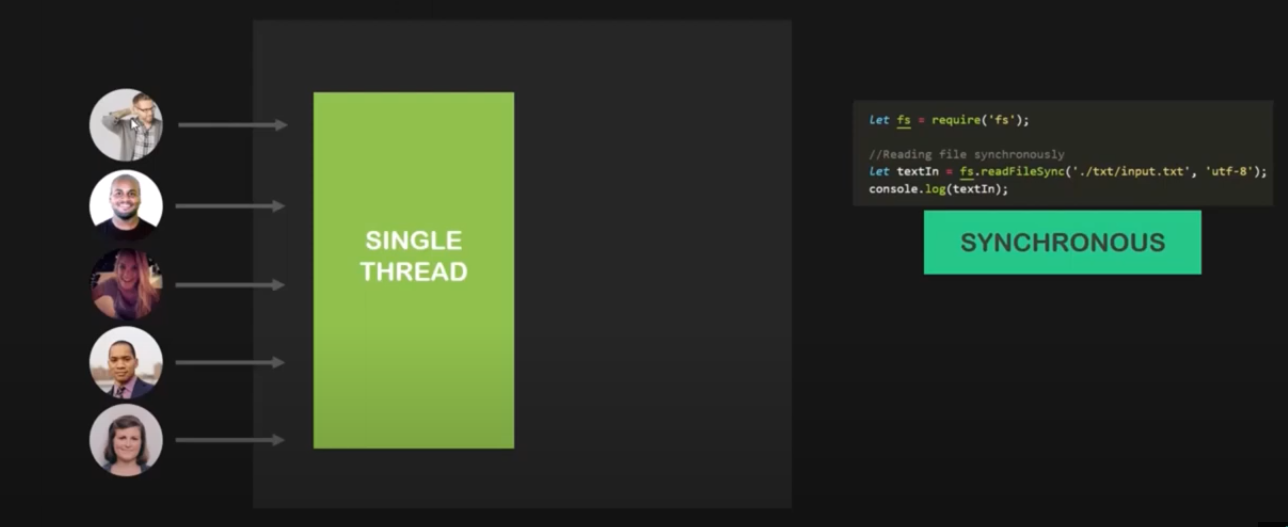 SINGLE
THREAD
let fs = require('fs');
//Reading file synchronously
let textIn = fs.readFileSync('./txt/input.txt', 'utf-8');
console.log(textIn);
SYNCHRONOUS